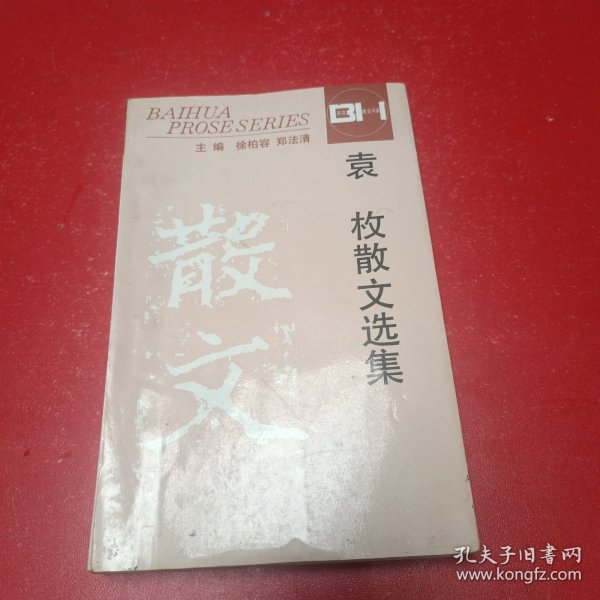 BAIHUA
PROSE SERIES
主编 徐柏容 郑法清
BH
袁 枚散文选集
散文
孔夫子旧书网
www.kongfz.com